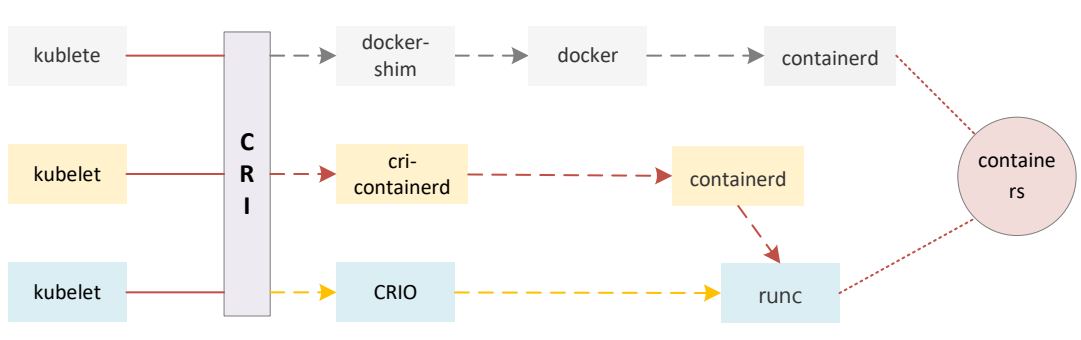 kublete
docker-
shim
docker
containerd
C
R
I
kubelet
cri-
containerd
containerd
containe
rs
kubelet
CRIO
runc